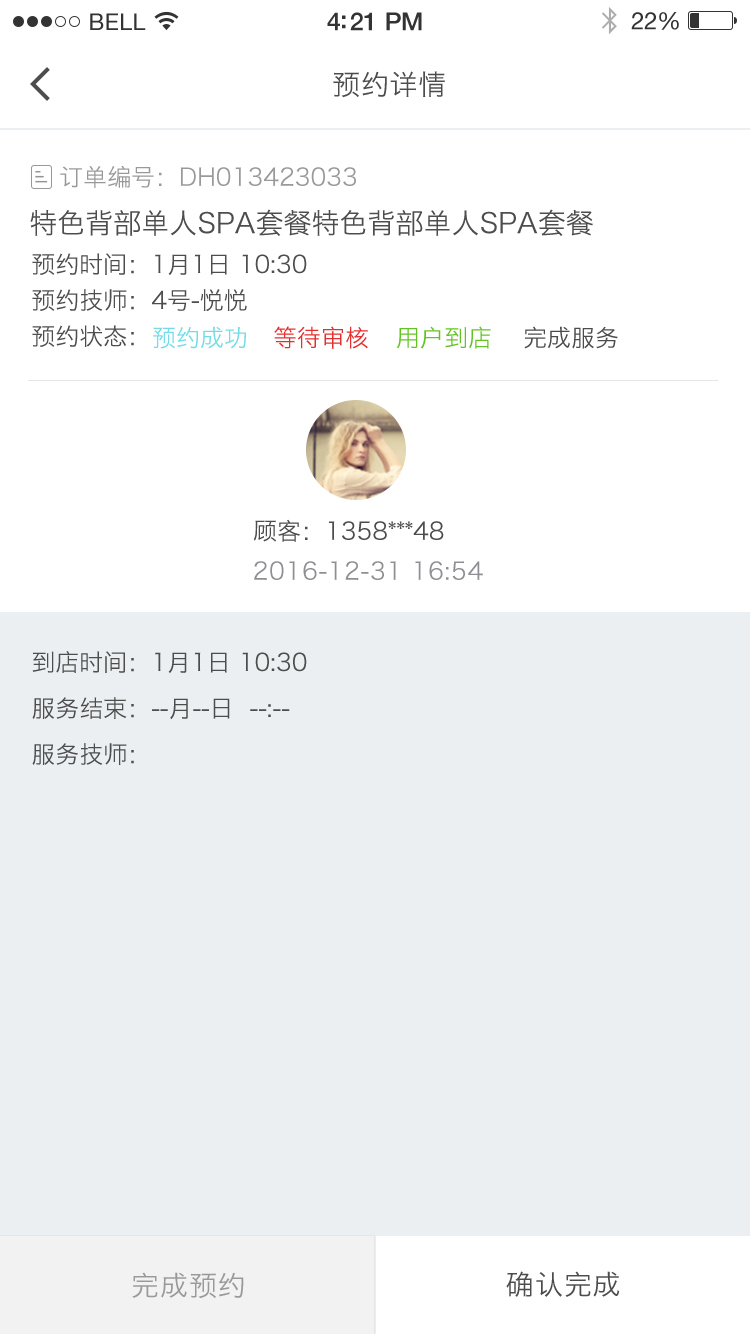 BELL 4:21 PM 22%
预约详情
订单编号：DH013423033
特色背部单人SPA套餐特色背部单人SPA套餐
预约时间：1月1日 10:30
预约技师：4号-悦悦
预约状态：预约成功 等待审核 用户到店 完成服务
顾客：1358***48
2016-12-31 16:54
到店时间：1月1日 10:30
服务结束：--月--日 --:--
服务技师：
完成预约 确认完成